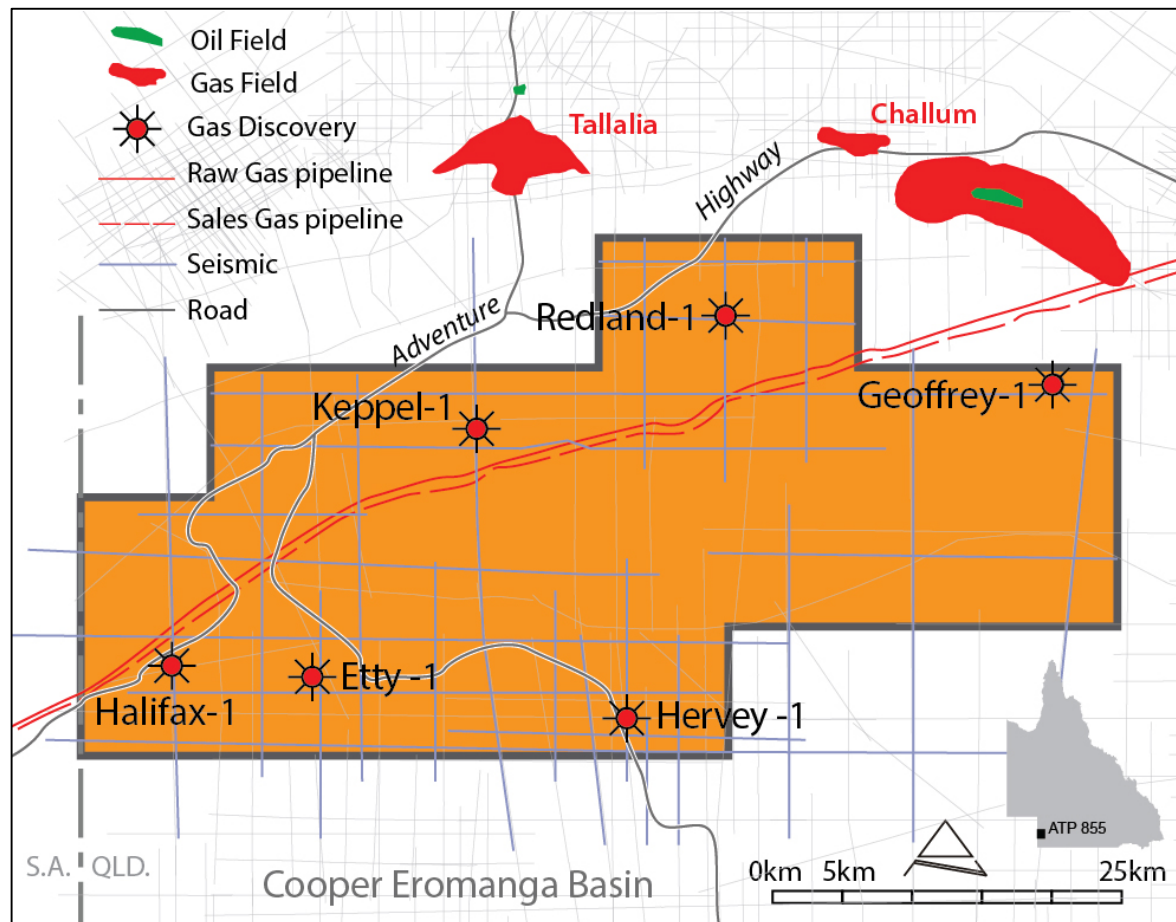 Oil Field
Gas Field
Gas Discovery
Raw Gas pipeline
Sales Gas pipeline
Seismic
Road
Tallalia
Challum
Adventure
Highway
Redland-1
Keppel-1
Geoffrey-1
Halifax-1
Etty -1
Hervey -1
ATP 855
S.A.
QLD.
Cooper Eromanga Basin
0km 5km 25km